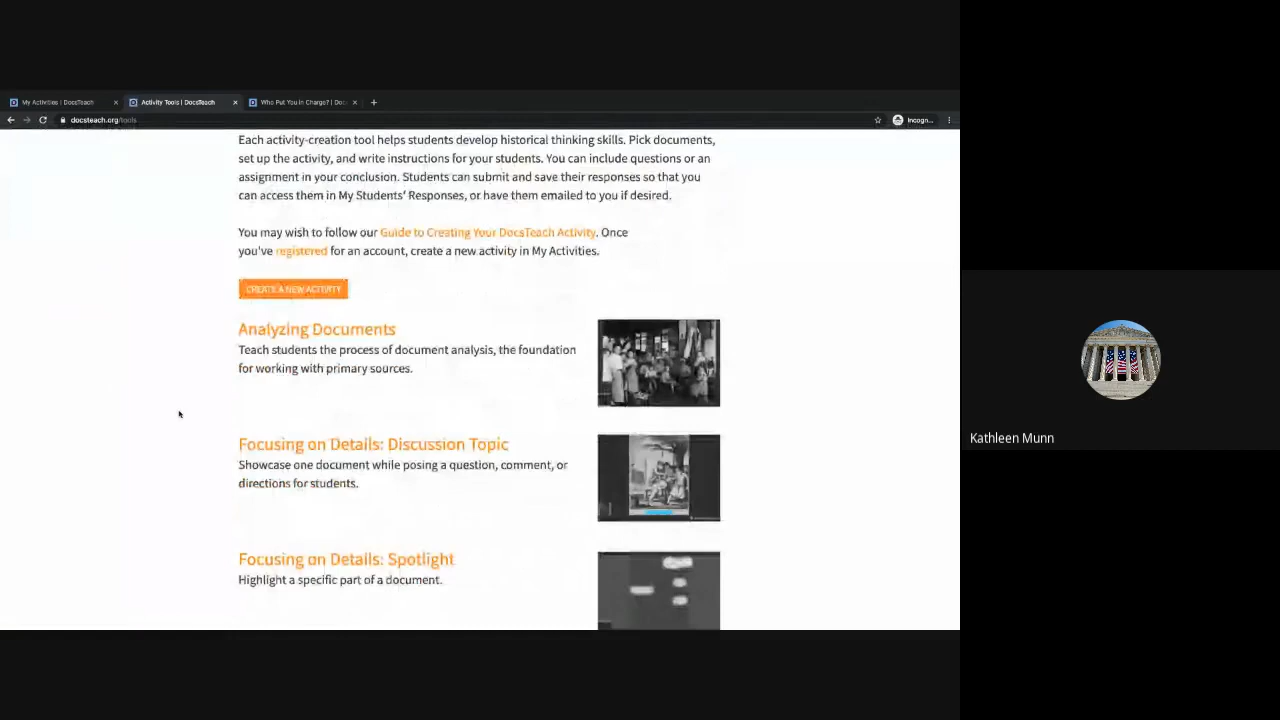 My Activities | DocsTeach
Activity Tools | DocsTeach
Who Put You in Charge? | Doc
docsteach.org/tools
Incogn...
Each activity-creation tool helps students develop historical thinking skills. Pick documents,
set up the activity, and write instructions for your students. You can include questions or an
assignment in your conclusion. Students can submit and save their responses so that you
can access them in My Students' Responses, or have them emailed to you if desired.
You may wish to follow our Guide to Creating Your DocsTeach Activity. Once
you've registered for an account, create a new activity in My Activities.
CREATE A NEW ACTIVITY
Analyzing Documents
Teach students the process of document analysis, the foundation
for working with primary sources.
Focusing on Details: Discussion Topic
Showcase one document while posing a question, comment, or
directions for students.
Focusing on Details: Spotlight
Highlight a specific part of a document.
Kathleen Munn